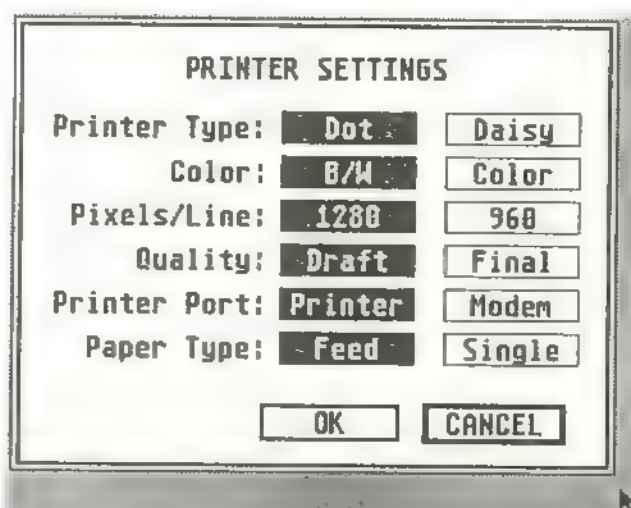 PRINTER SETTINGS
Printer Type: Dot Daisy
Color: B/W Color
Pixels/Line: 1280 960
Quality: Draft Final
Printer Port: Printer Modem
Paper Type: Feed Single
OK CANCEL